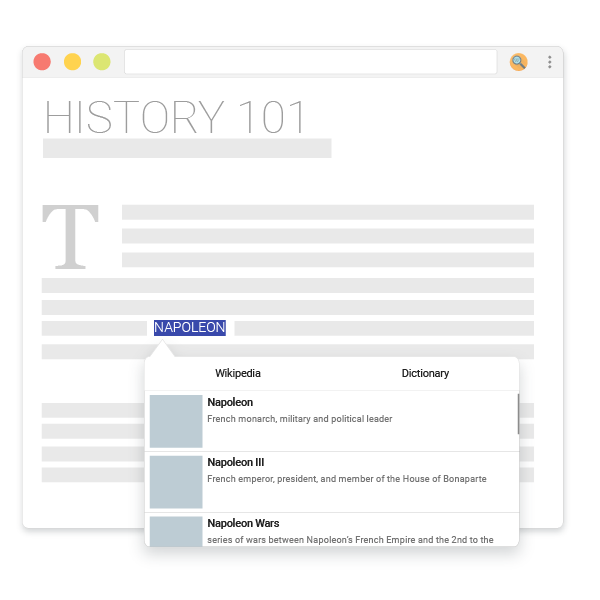 HISTORY 101
T
NAPOLEON
Wikipedia Dictionary
Napoleon
French monarch, military and political leader
Napoleon III
French emperor, president, and member of the House of Bonaparte
Napoleon Wars
series of wars between Napoleon's French Empire and the 2nd to the